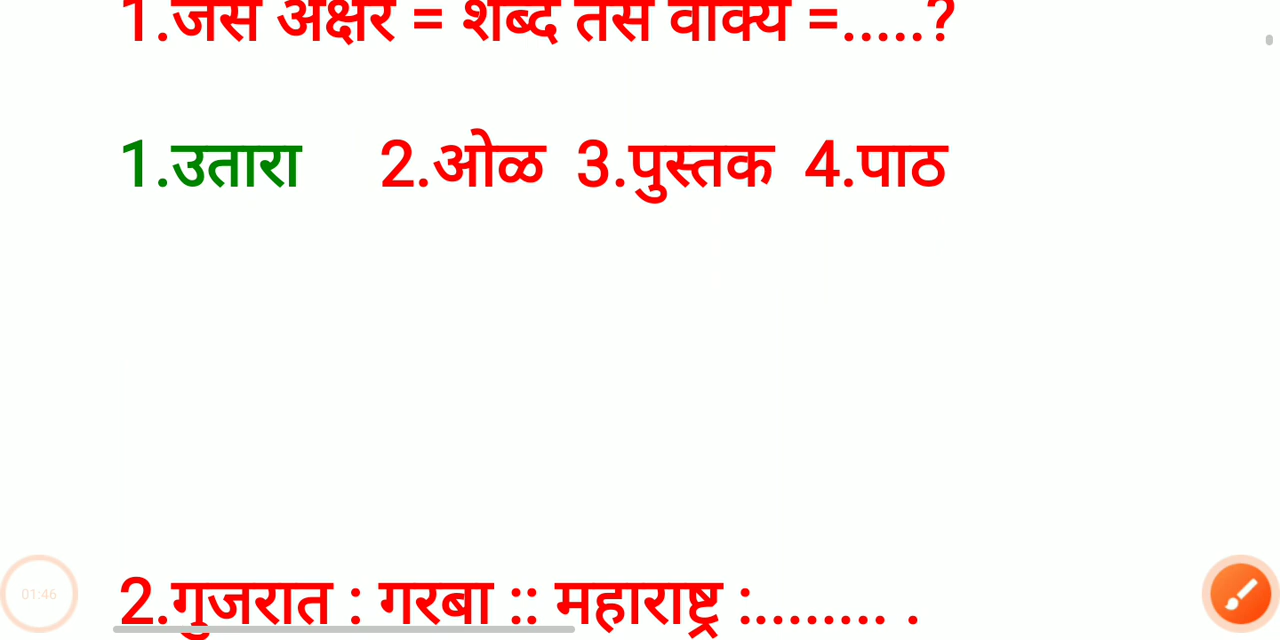 1.जसे अक्षर = शब्द तसे वाक्य =.....?
1.उतारा 2.ओळ 3.पुस्तक 4.पाठ
2.गुजरात : गरबा :: महाराष्ट्र :......... .
01:46